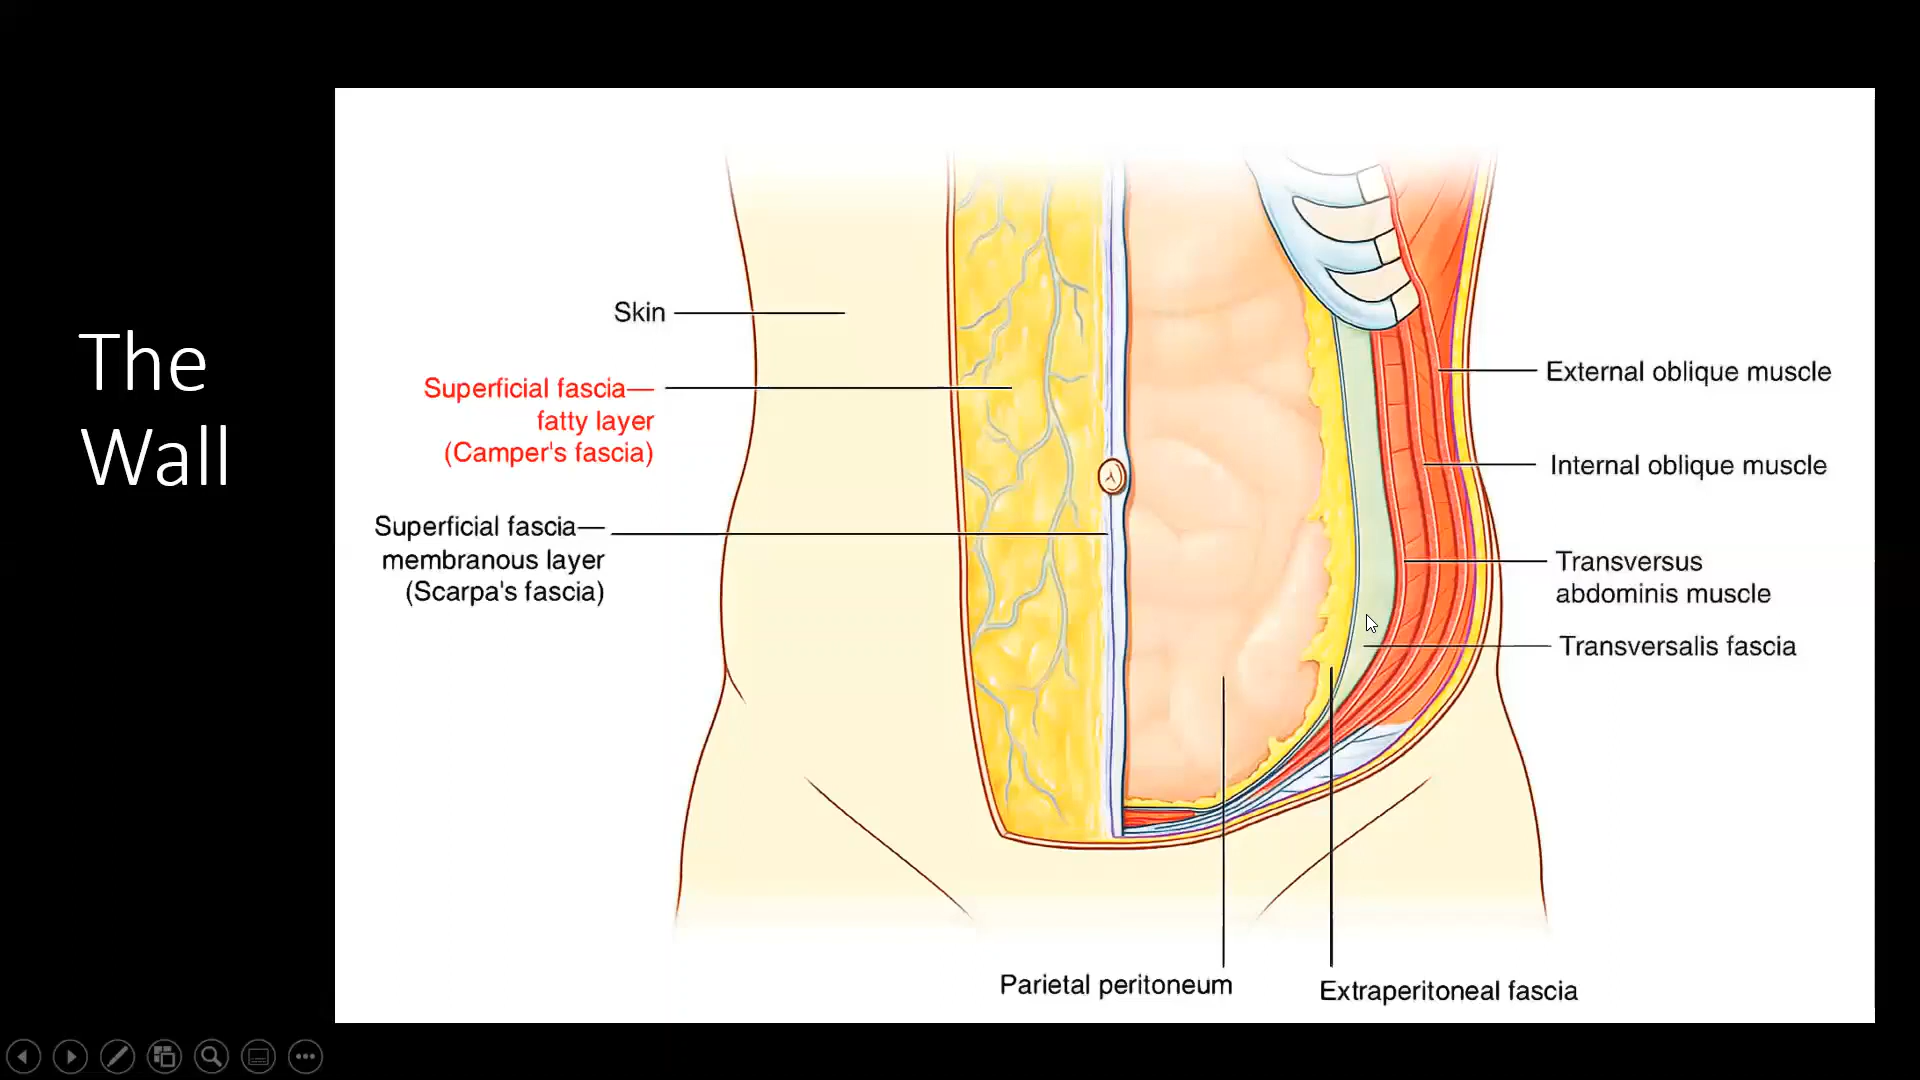 The
Wall
Skin
Superficial fascia—
fatty layer
(Camper's fascia)
Superficial fascia—
membranous layer
(Scarpa's fascia)
External oblique muscle
Internal oblique muscle
Transversus
abdominis muscle
Transversalis fascia
Parietal peritoneum
Extraperitoneal fascia